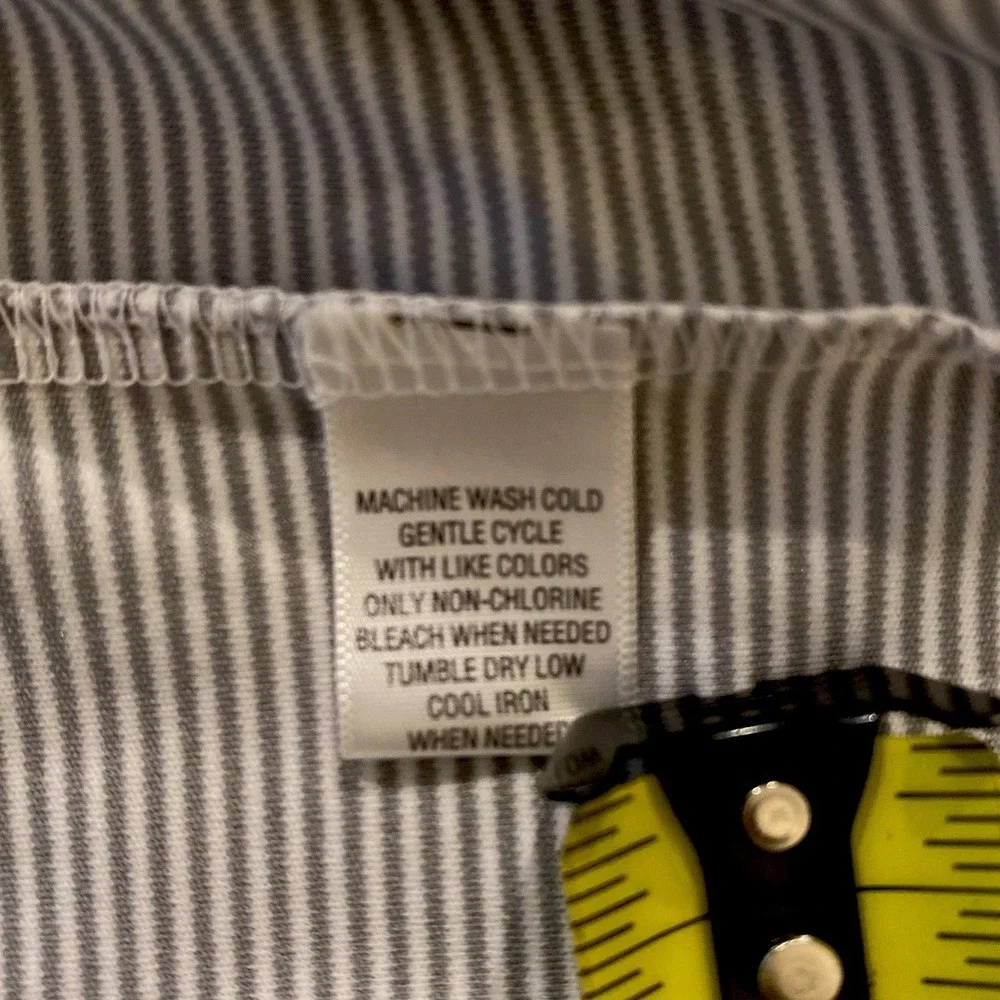 MACHINE WASH COLD
GENTLE CYCLE
WITH LIKE COLORS
ONLY NON-CHLORINE
BLEACH WHEN NEEDED
TUMBLE DRY LOW
COOL IRON
WHEN NEEDED